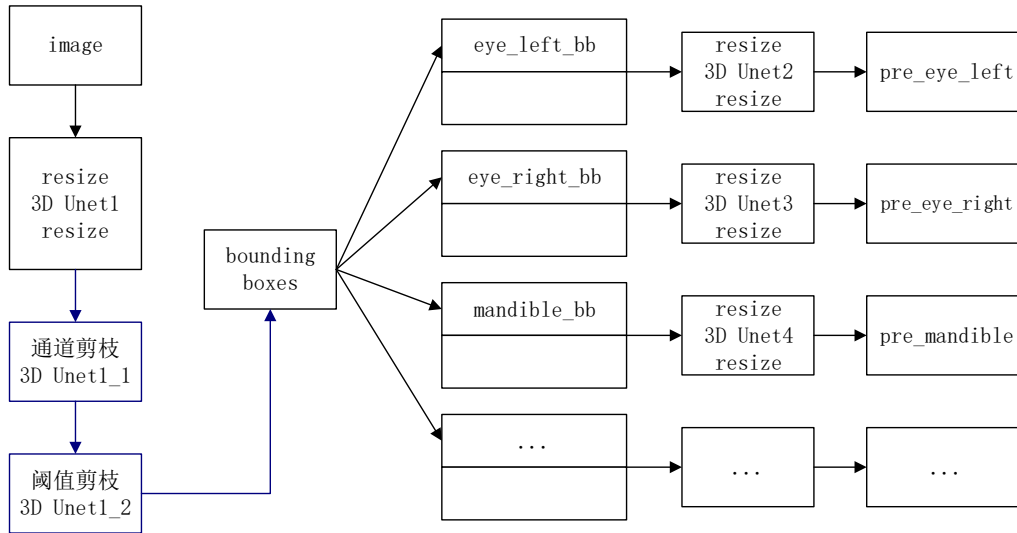 image
resize
3D Unet1
resize
通道剪枝
3D Unet1_1
阈值剪枝
3D Unet1_2
bounding
boxes
eye_left_bb
resize
3D Unet2
resize
pre_eye_left
eye_right_bb
resize
3D Unet3
resize
pre_eye_right
mandible_bb
resize
3D Unet4
resize
pre_mandible
...
...
...